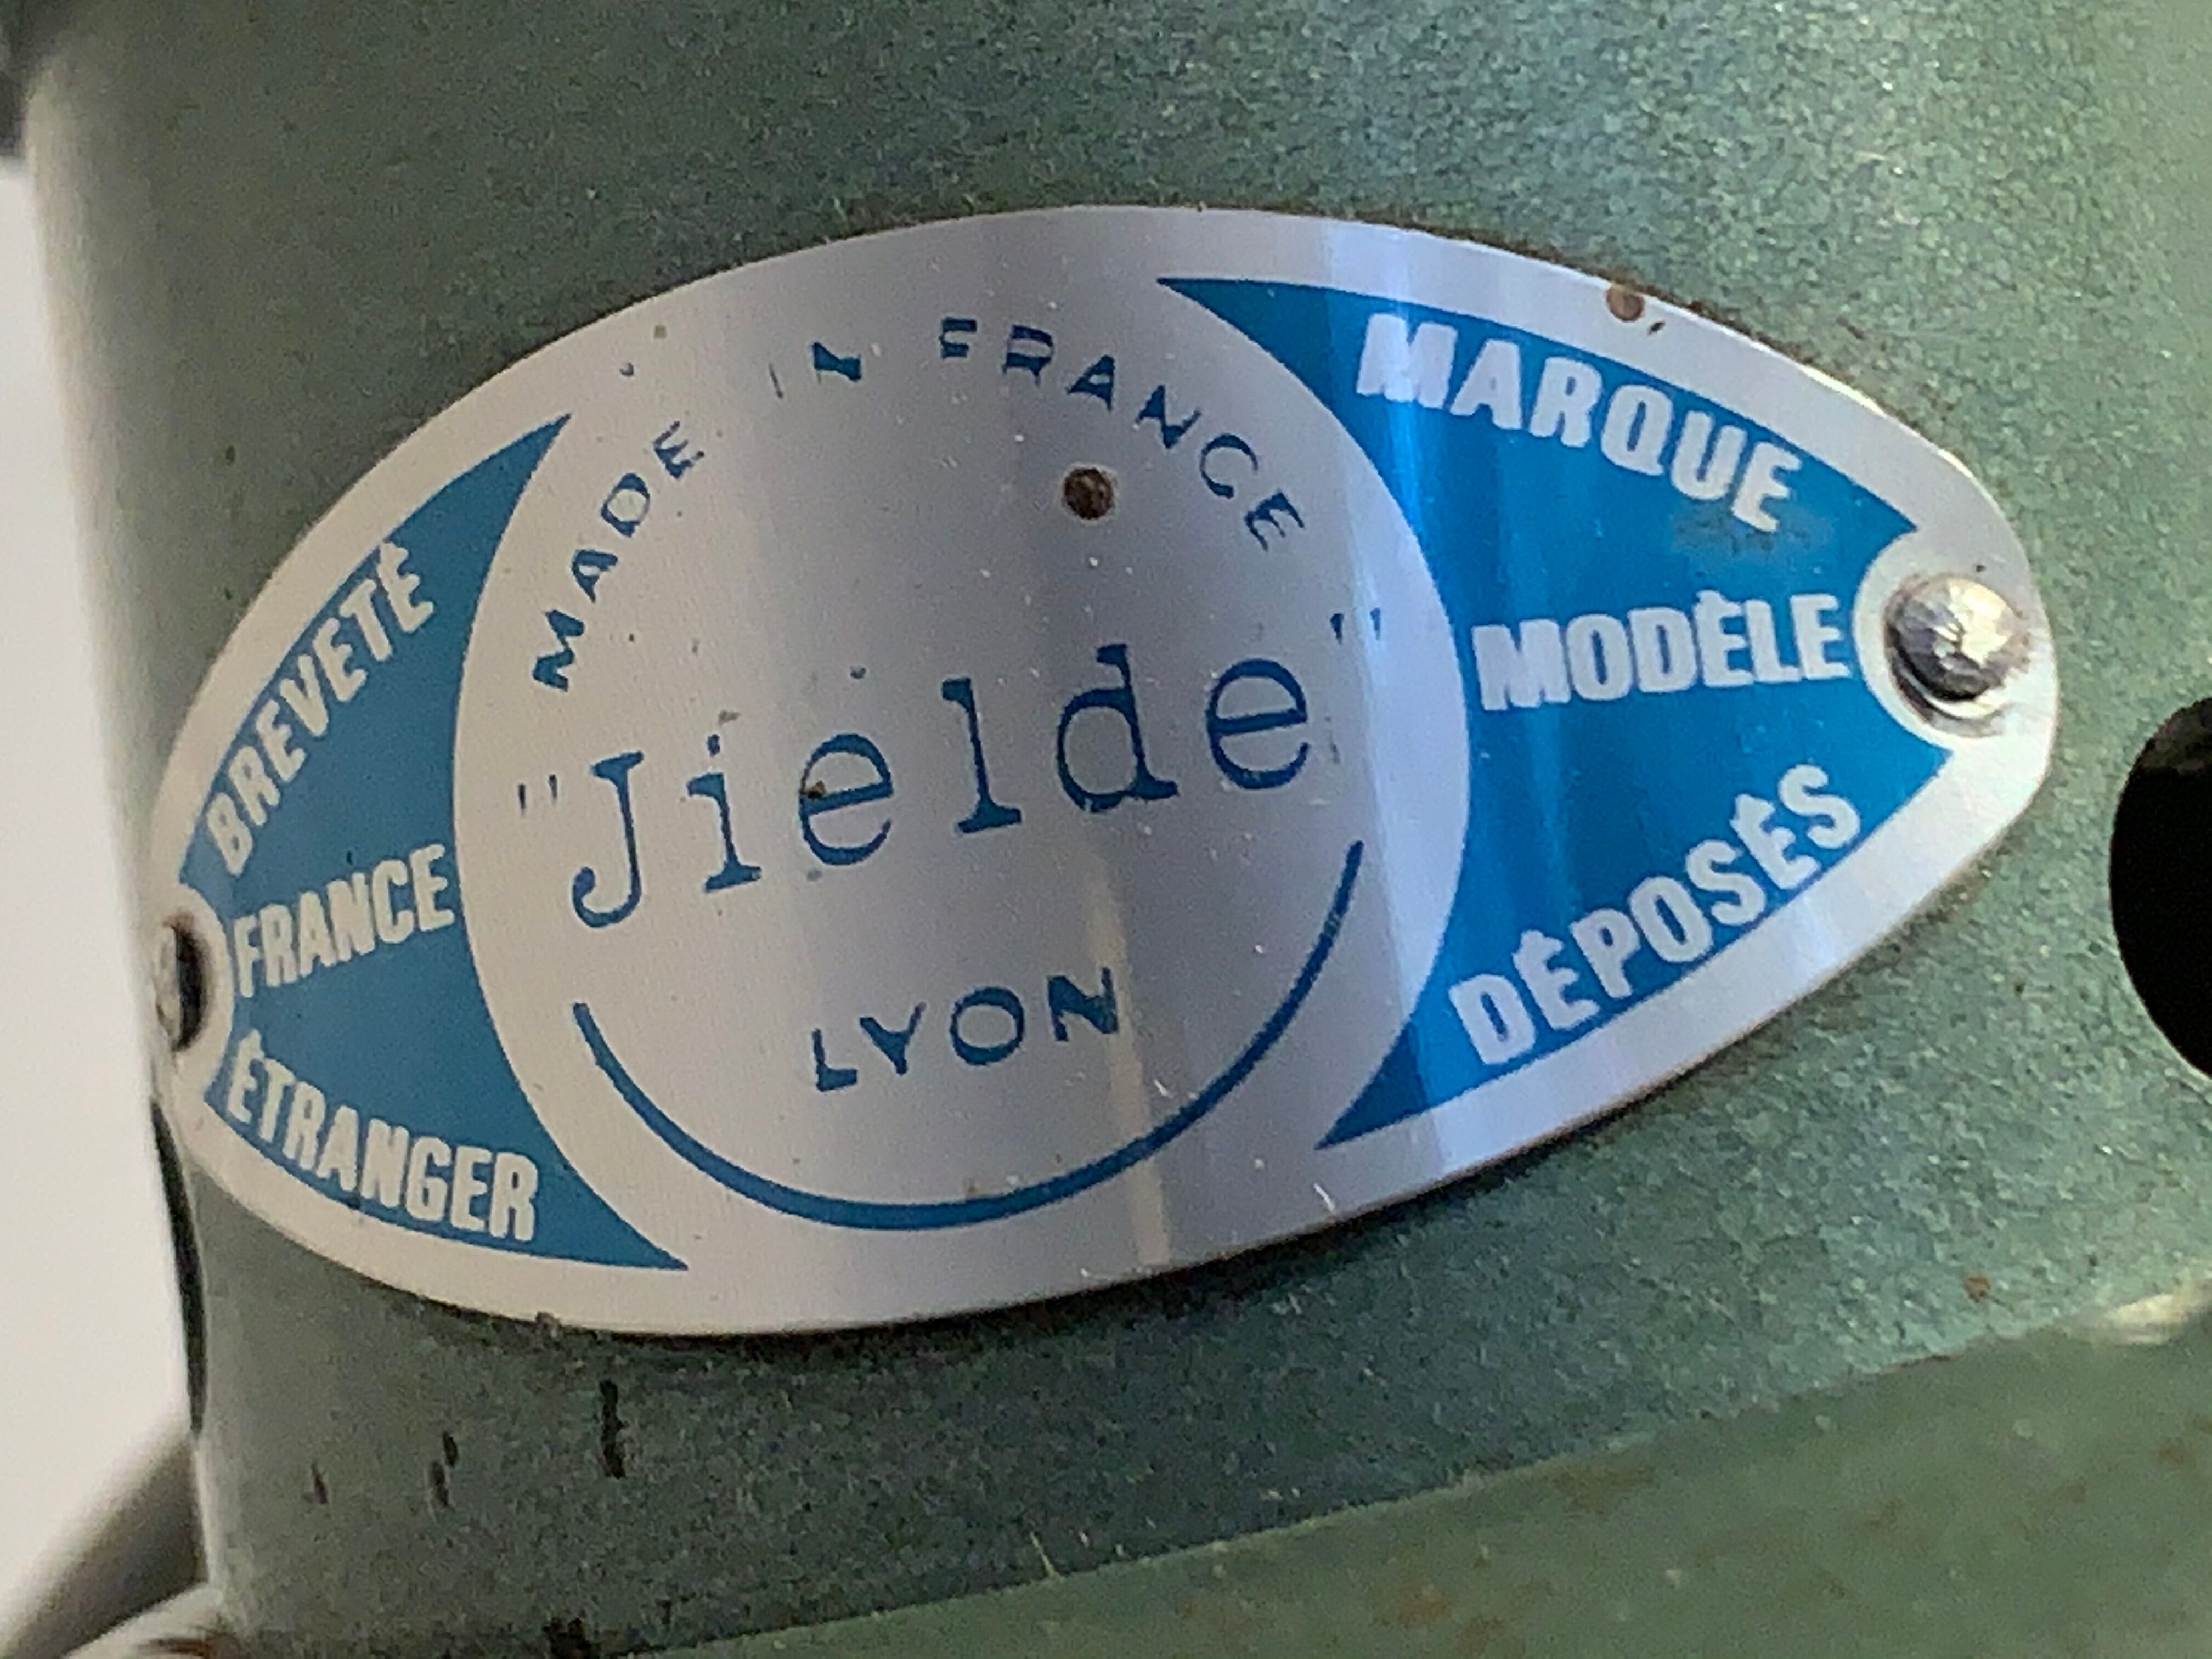 BREVETÉ
FRANCE
ÉTRANGER
MADE IN FRANCE
"Jielde"
LYON
MARQUE
MODÈLE
DÉPOSÉS